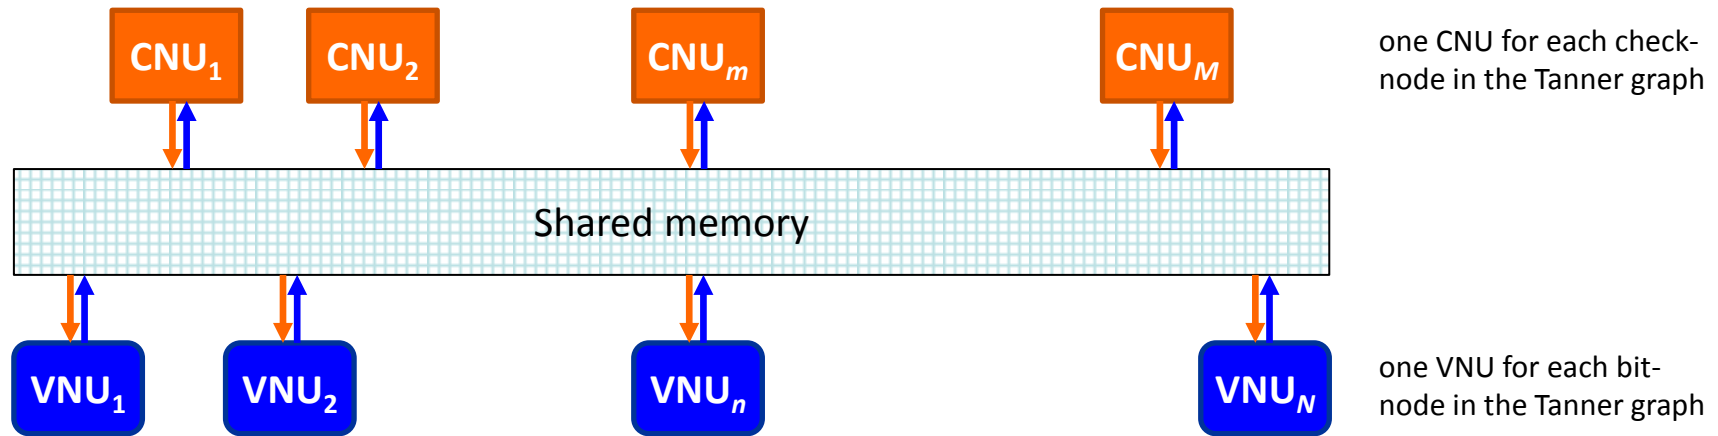 CNU1 CNU2 CNUm CNUM
one CNU for each check-
node in the Tanner graph
Shared memory
VNU1 VNU2 VNUn VNUN
one VNU for each bit-
node in the Tanner graph